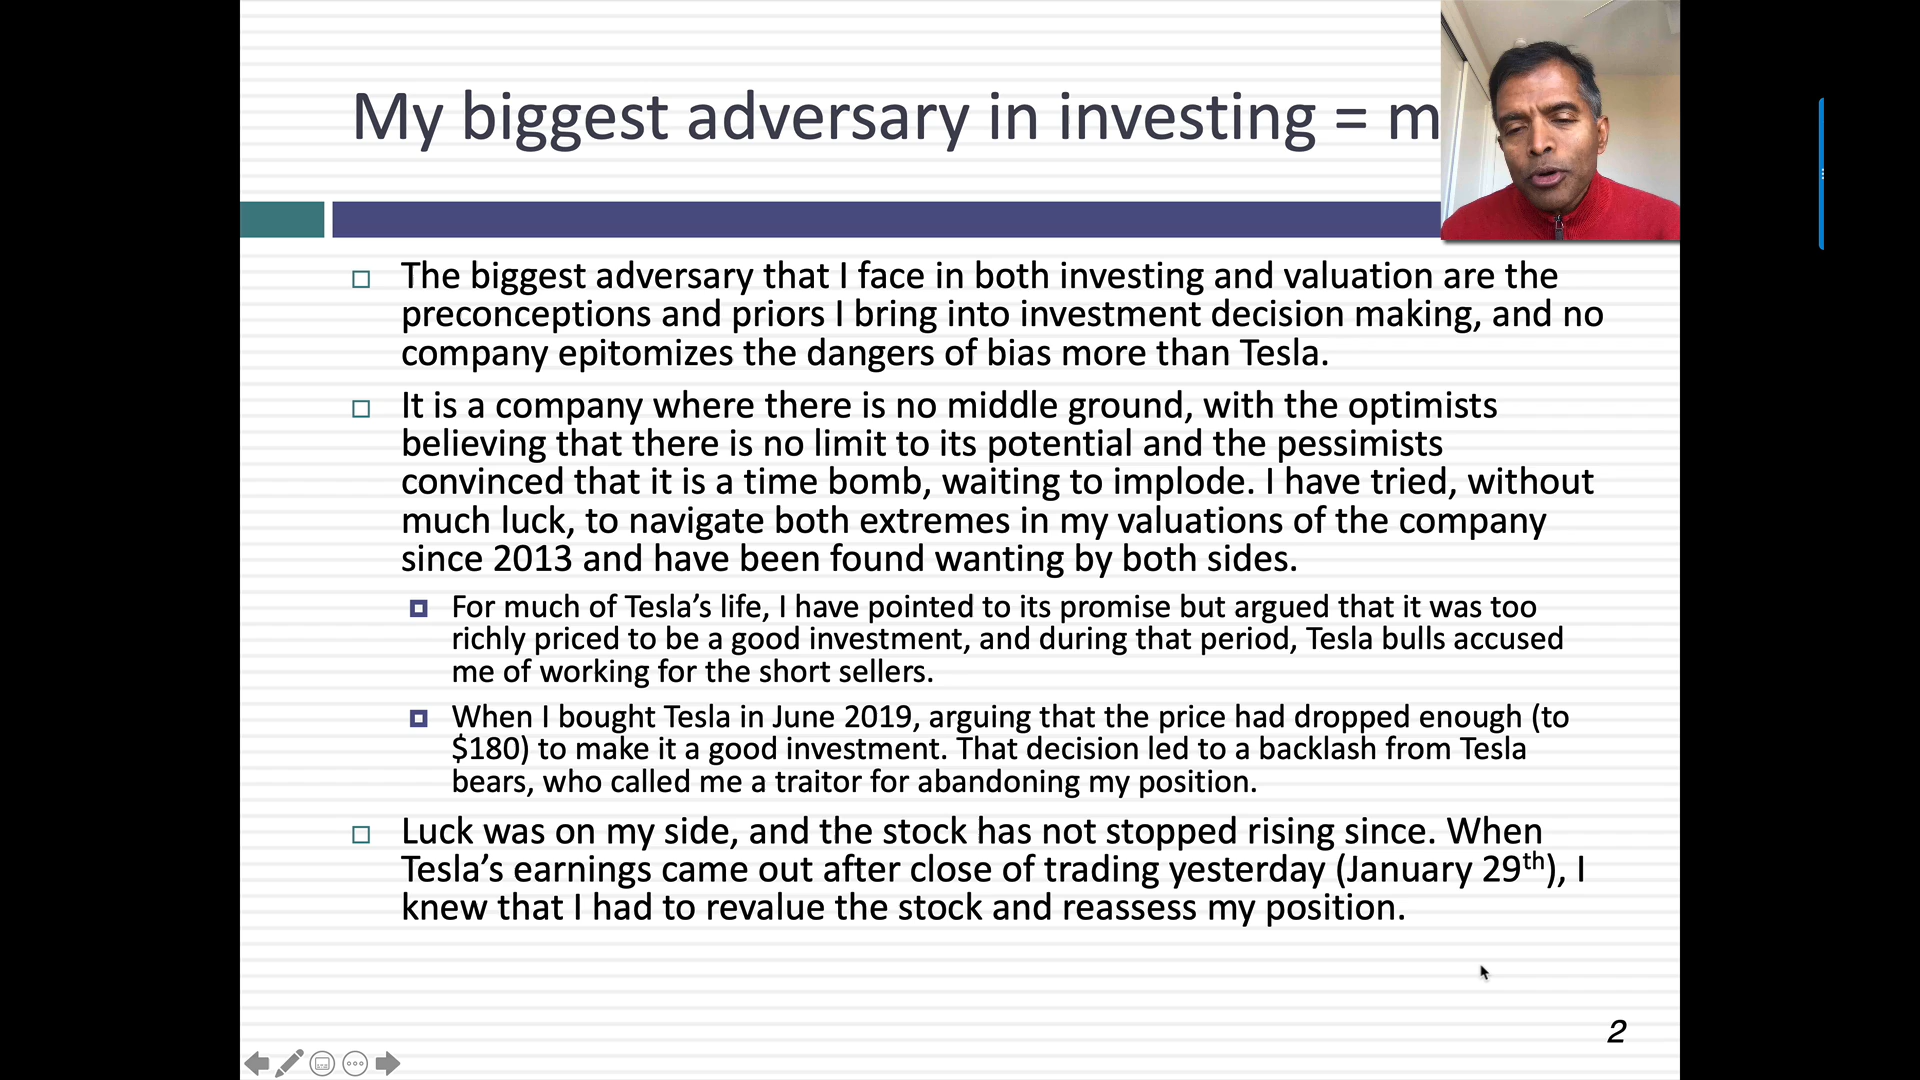 My biggest adversary in investing = m
The biggest adversary that I face in both investing and valuation are the
preconceptions and priors I bring into investment decision making, and no
company epitomizes the dangers of bias more than Tesla.
It is a company where there is no middle ground, with the optimists
believing that there is no limit to its potential and the pessimists
convinced that it is a time bomb, waiting to implode. I have tried, without
much luck, to navigate both extremes in my valuations of the company
since 2013 and have been found wanting by both sides.
For much of Tesla’s life, I have pointed to its promise but argued that it was too
richly priced to be a good investment, and during that period, Tesla bulls accused
me of working for the short sellers.
When I bought Tesla in June 2019, arguing that the price had dropped enough (to
$180) to make it a good investment. That decision led to a backlash from Tesla
bears, who called me a traitor for abandoning my position.
Luck was on my side, and the stock has not stopped rising since. When
Tesla’s earnings came out after close of trading yesterday (January 29th), I
knew that I had to revalue the stock and reassess my position.
2